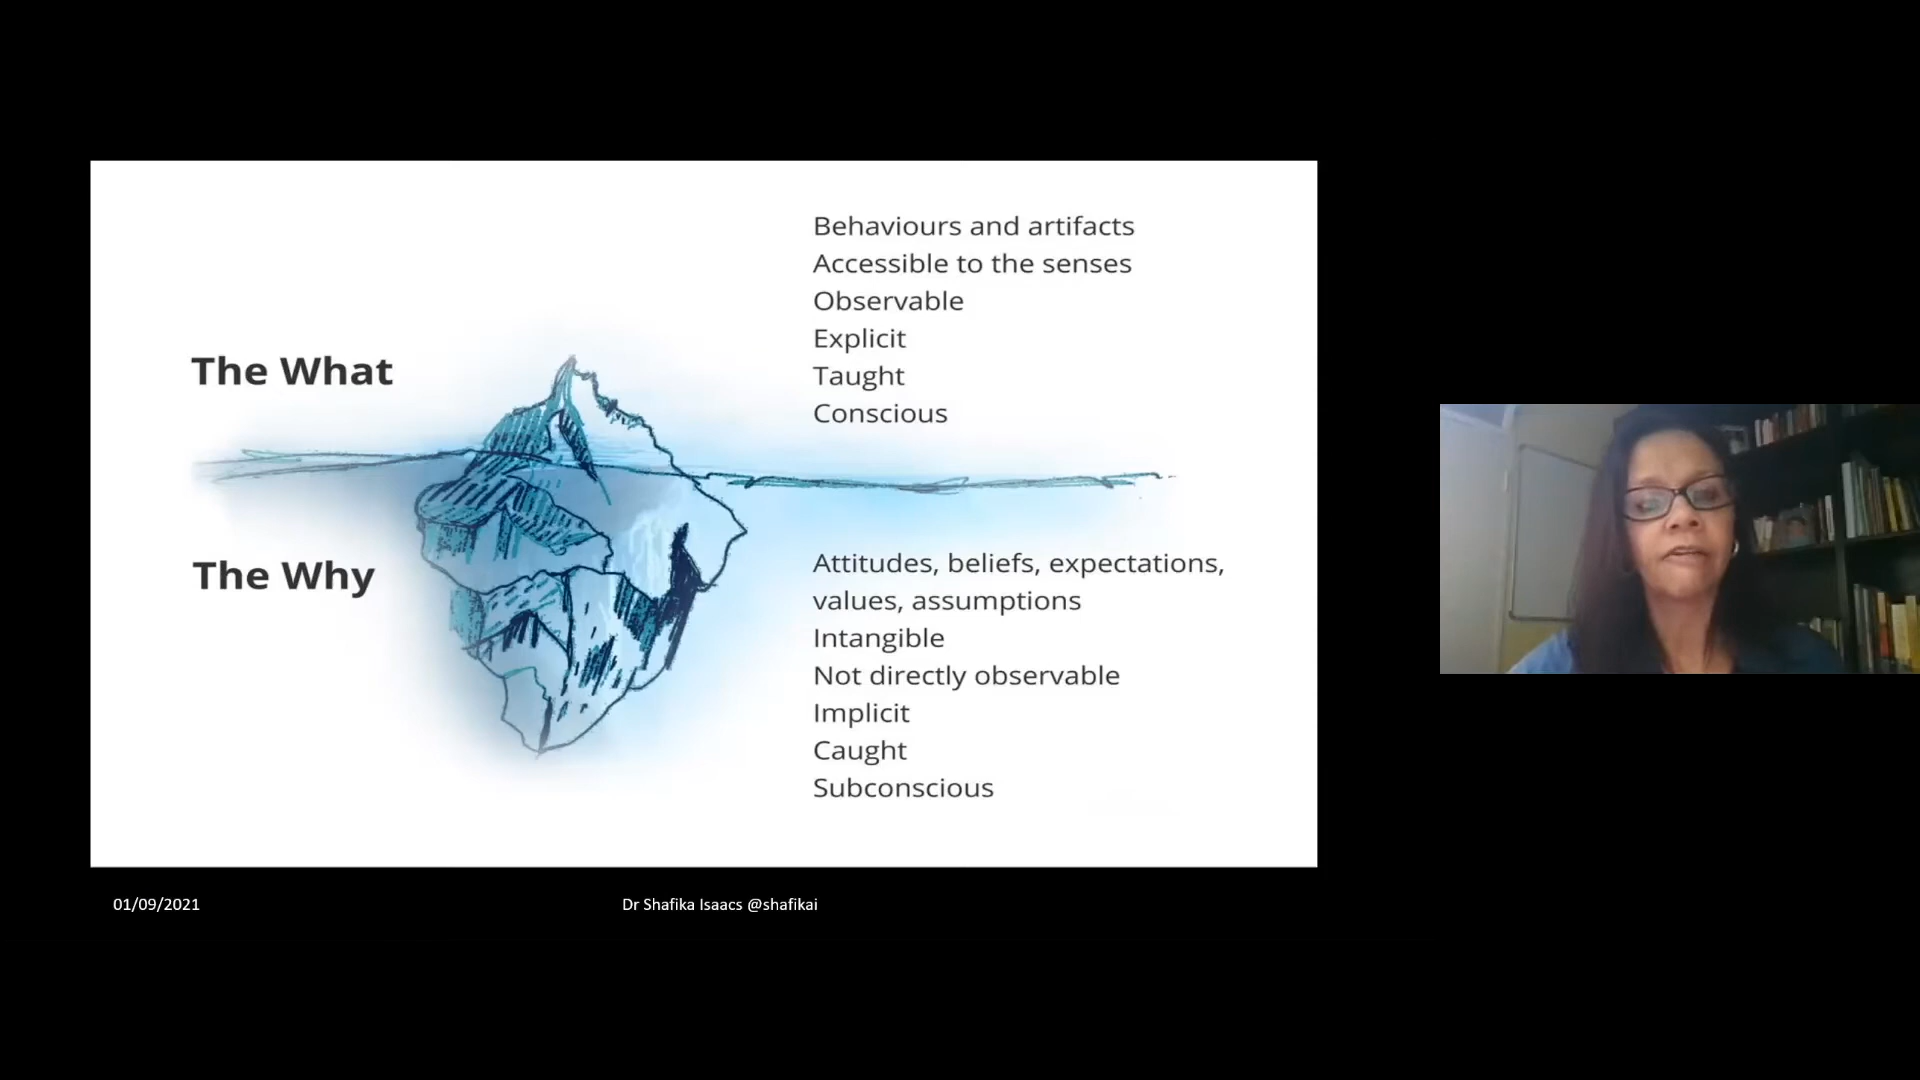 The What
Behaviours and artifacts
Accessible to the senses
Observable
Explicit
Taught
Conscious
The Why
Attitudes, beliefs, expectations,
values, assumptions
Intangible
Not directly observable
Implicit
Caught
Subconscious
01/09/2021
Dr Shafika Isaacs @shafikai